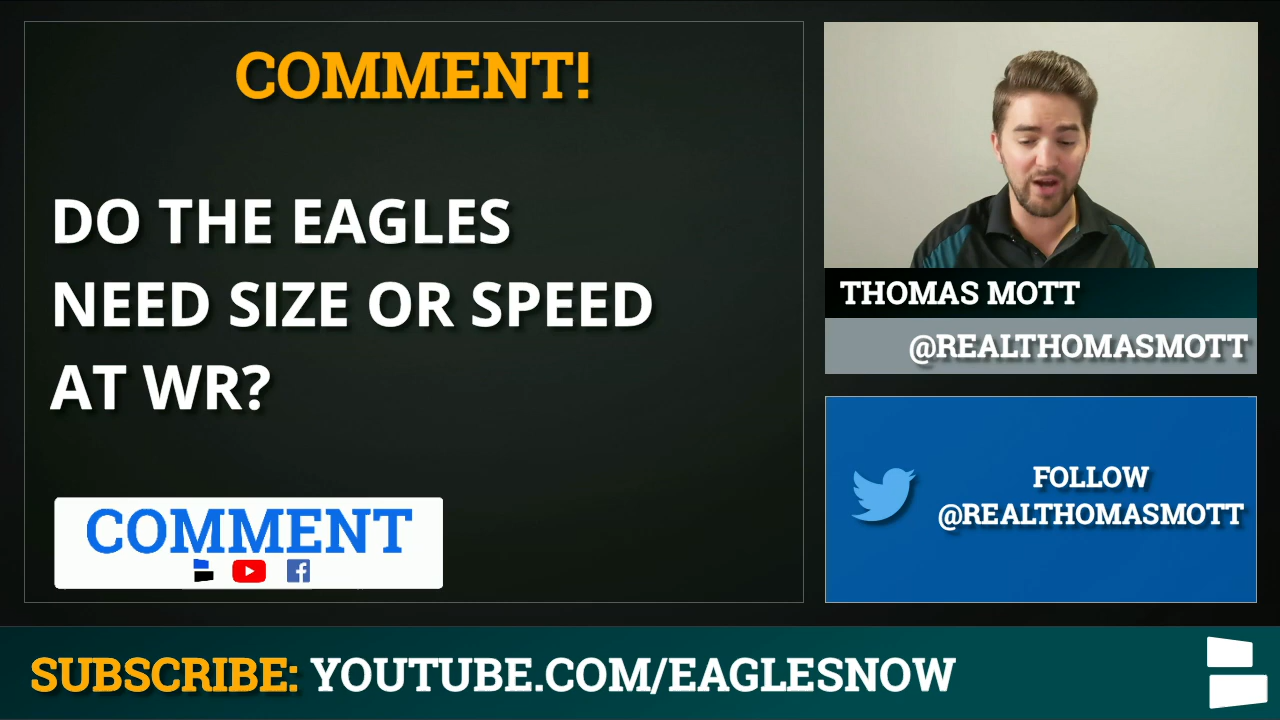 COMMENT!
DO THE EAGLES
NEED SIZE OR SPEED
AT WR?
COMMENT
THOMAS MOTT
@REALTHOMASMOTT
FOLLOW
@REALTHOMASMOTT
SUBSCRIBE: YOUTUBE.COM/EAGLESNOW